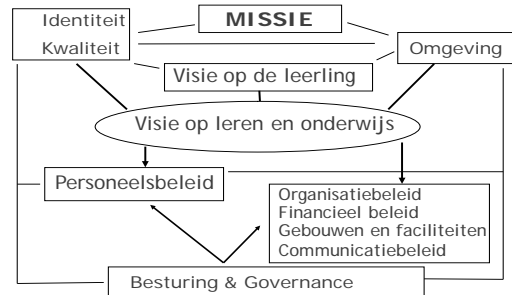 Identiteit
Kwaliteit
MISSIE
Omgeving
Visie op de leerling
Visie op leren en onderwijs
Personeelsbeleid
Organisatiebeleid
Financieel beleid
Gebouwen en faciliteiten
Communicatiebeleid
Besturing & Governance